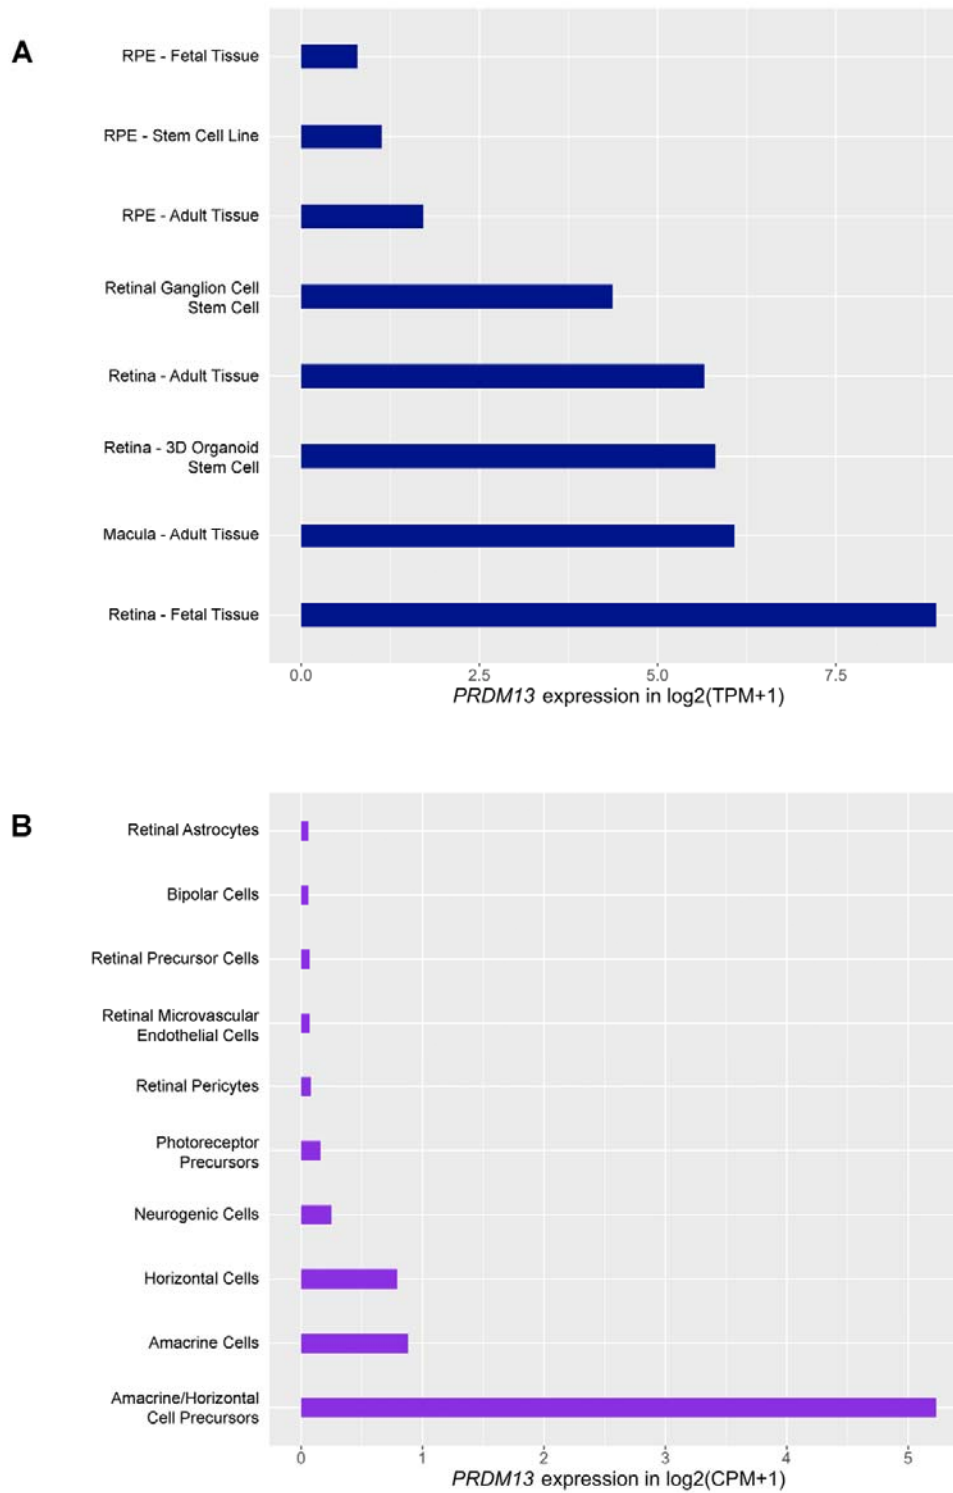 A
RPE - Fetal Tissue
RPE - Stem Cell Line
RPE - Adult Tissue
Retinal Ganglion Cell
Stem Cell
Retina - Adult Tissue
Retina - 3D Organoid
Stem Cell
Macula - Adult Tissue
Retina - Fetal Tissue
0.0 2.5 5.0 7.5
PRDM13 expression in log2(TPM+1)
B
Retinal Astrocytes
Bipolar Cells
Retinal Precursor Cells
Retinal Microvascular
Endothelial Cells
Retinal Pericytes
Photoreceptor
Precursors
Neurogenic Cells
Horizontal Cells
Amacrine Cells
Amacrine/Horizontal
Cell Precursors
0 1 2 3 4 5
PRDM13 expression in log2(CPM+1)